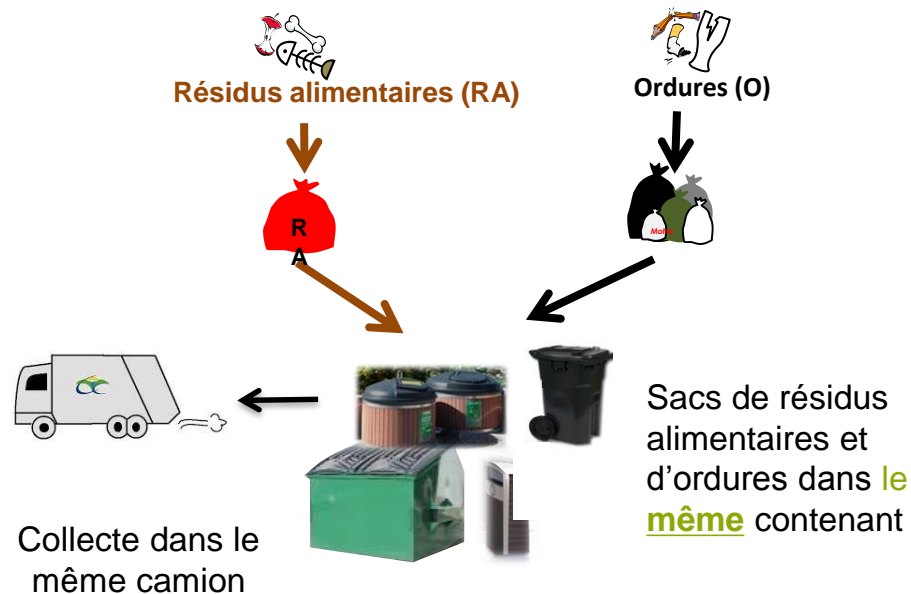 Résidus alimentaires (RA)
Ordures (O)
R
A
Sacs de résidus
alimentaires et
d’ordures dans le
même contenant
Collecte dans le
même camion